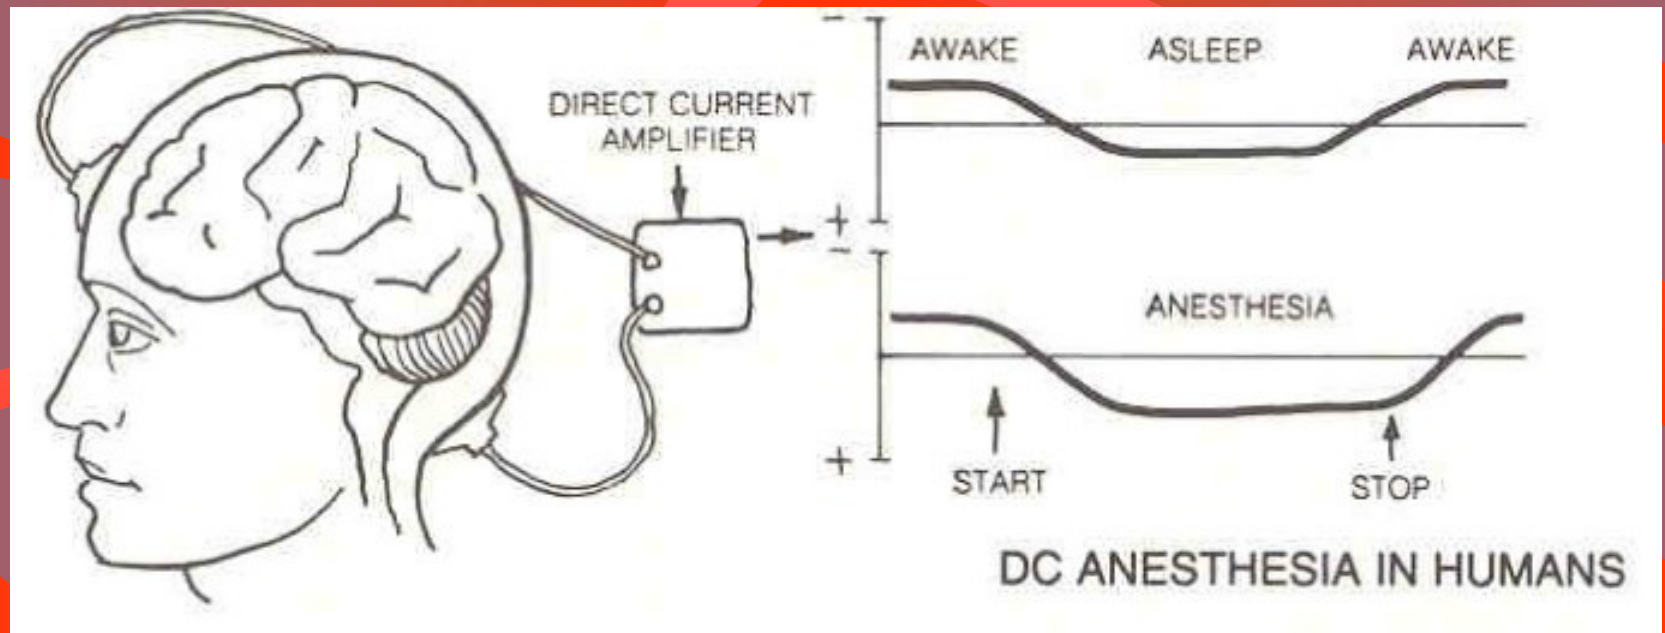 AWAKE ASLEEP AWAKE
DIRECT CURRENT
AMPLIFIER
−
+
−
ANESTHESIA
+
START STOP
DC ANESTHESIA IN HUMANS